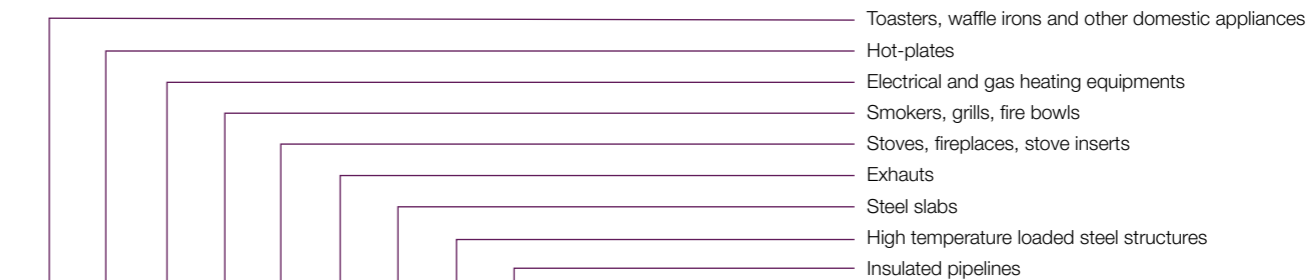 Toasters, waffle irons and other domestic appliances
Hot-plates
Electrical and gas heating equipments
Smokers, grills, fire bowls
Stoves, fireplaces, stove inserts
Exhauts
Steel slabs
High temperature loaded steel structures
Insulated pipelines